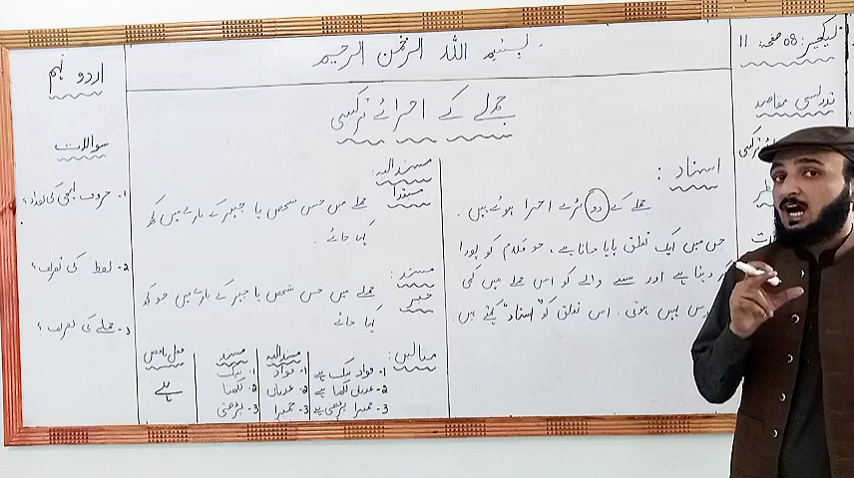 بسم اللہ الرحمٰن الرحیم
لیکچر: 08 صفحہ: 11
تدریسی مقاصد
جملے کے اجزائے ترکیبی
اسناد :
جملے کے دو بڑے اجزا ہوتے ہیں۔
جس میں ایک تعلق پایا جاتا ہے۔ جو کلام کو پورا
کر دیتا ہے اور سننے والے کو اس جملے میں کمی
نہیں ہوتی۔ اس تعلق کو "اسناد" کہتے ہیں۔
مسند الیہ:
مبتدا
جملے میں جس شخص یا چیز کے بارے میں کچھ
کہا جائے۔
مسند :
خبر
جملے میں جس شخص یا چیز کے بارے میں جو کچھ
کہا جائے۔
مثالیں:
مسند الیہ
مسند
فعل ناقص
1. فواد نیک ہے
1. فواد
1. نیک
ہے
2. عدنان لکھتا ہے
2. عدنان
2. لکھتا
3. حمیرا پڑھتی ہے
3. حمیرا
3. پڑھتی
اردو نہم
سوالات
1. حروف تہجی کی تعداد؟
2. لفظ کی تعریف؟
3. جملے کی تعریف؟